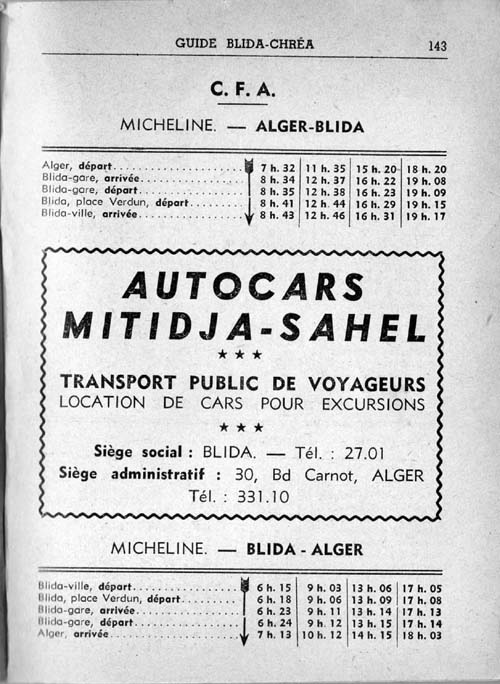 GUIDE BLIDA-CHRÉA 143
C. F. A.
MICHELINE. — ALGER-BLIDA
Alger, départ. 7 h. 32 11 h. 35 15 h. 20 18 h. 20
Blida-gare, arrivée. 8 h. 34 12 h. 37 16 h. 22 19 h. 08
Blida-gare, départ. 8 h. 35 12 h. 38 16 h. 23 19 h. 09
Blida, place Verdun, départ. 8 h. 41 12 h. 44 16 h. 29 19 h. 15
Blida-ville, arrivée. 8 h. 43 12 h. 46 16 h. 31 19 h. 17
AUTOCARS
MITIDJA-SAHEL
★ ★ ★
TRANSPORT PUBLIC DE VOYAGEURS
LOCATION DE CARS POUR EXCURSIONS
★ ★ ★
Siège social : BLIDA. — Tél. : 27.01
Siège administratif : 30, Bd Carnot, ALGER
Tél. : 331.10
MICHELINE. — BLIDA - ALGER
Blida-ville, départ. 6 h. 15 9 h. 03 13 h. 06 17 h. 05
Blida, place Verdun, départ. 6 h. 18 9 h. 06 13 h. 09 17 h. 08
Blida-gare, arrivée. 6 h. 23 9 h. 11 13 h. 14 17 h. 13
Blida-gare, départ. 6 h. 24 9 h. 12 13 h. 15 17 h. 14
Alger, arrivée. 7 h. 13 10 h. 12 14 h. 15 18 h. 03